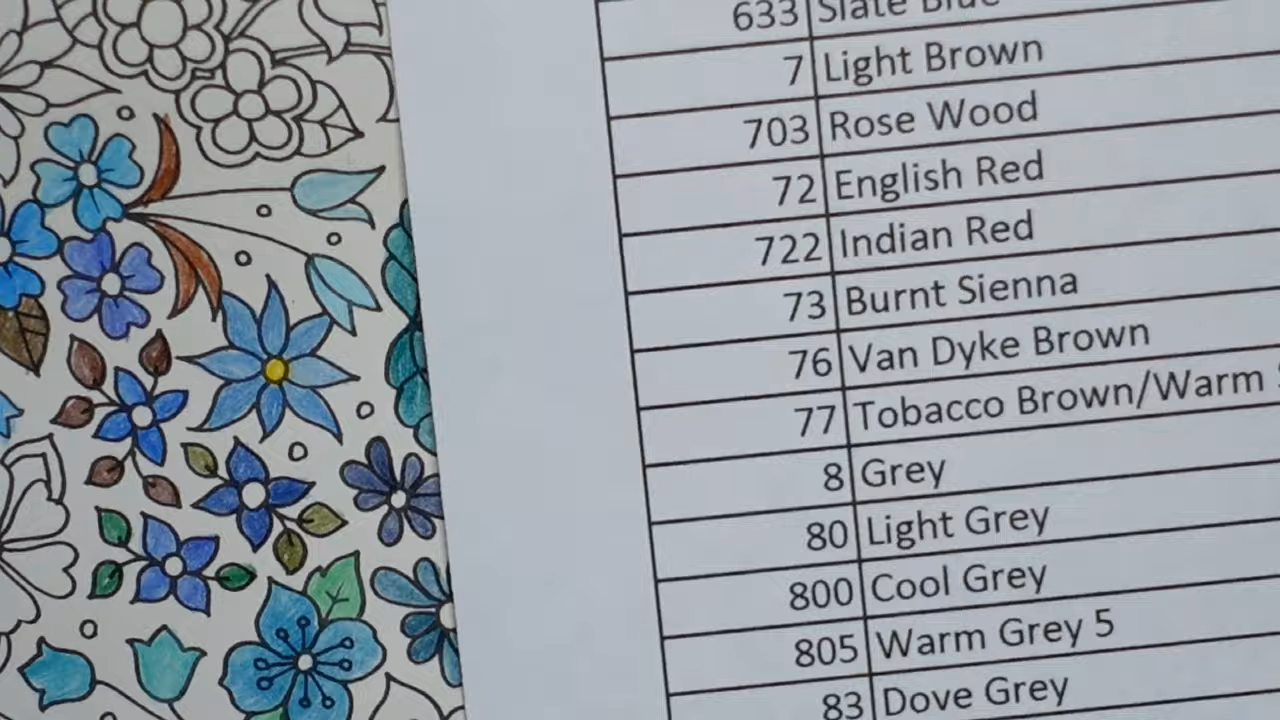 633 Slate Blue
7 Light Brown
703 Rose Wood
72 English Red
722 Indian Red
73 Burnt Sienna
76 Van Dyke Brown
77 Tobacco Brown/Warm
8 Grey
80 Light Grey
800 Cool Grey
805 Warm Grey 5
83 Dove Grey